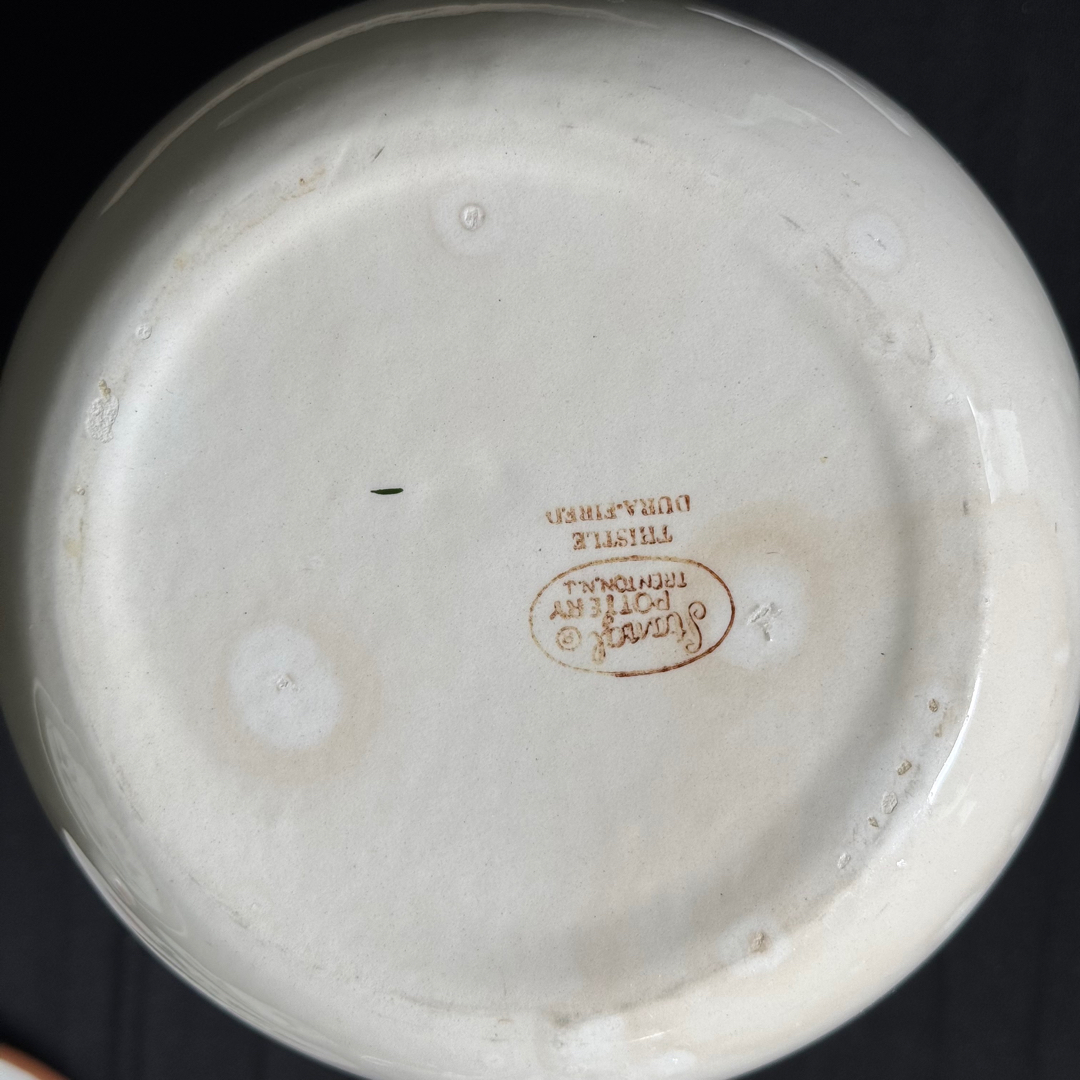 Stangl ©
POTTERY
TRENTON, N.J.
THISTLE
DURA-FIRED